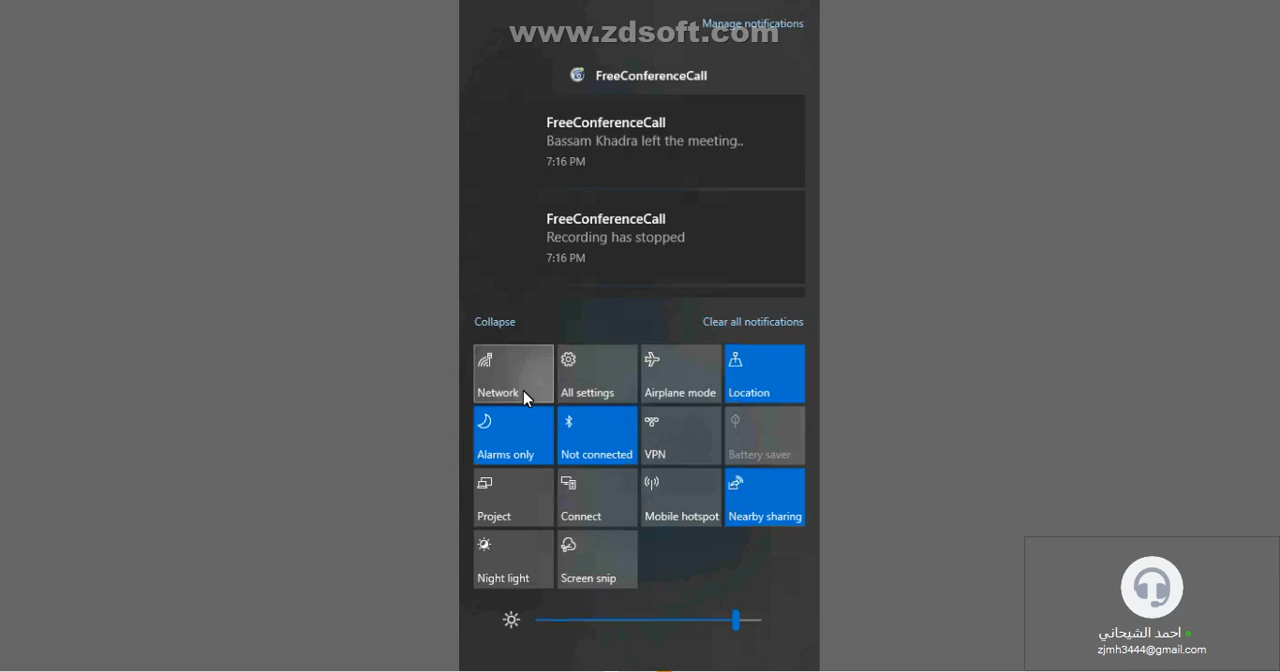 Manage notifications
www.zdsoft.com
FreeConferenceCall
FreeConferenceCall
Bassam Khadra left the meeting..
7:16 PM
FreeConferenceCall
Recording has stopped
7:16 PM
Collapse
Clear all notifications
Network
All settings
Airplane mode
Location
Alarms only
Not connected
VPN
Battery saver
Project
Connect
Mobile hotspot
Nearby sharing
Night light
Screen snip
احمد الشيحاني
zjmh3444@gmail.com